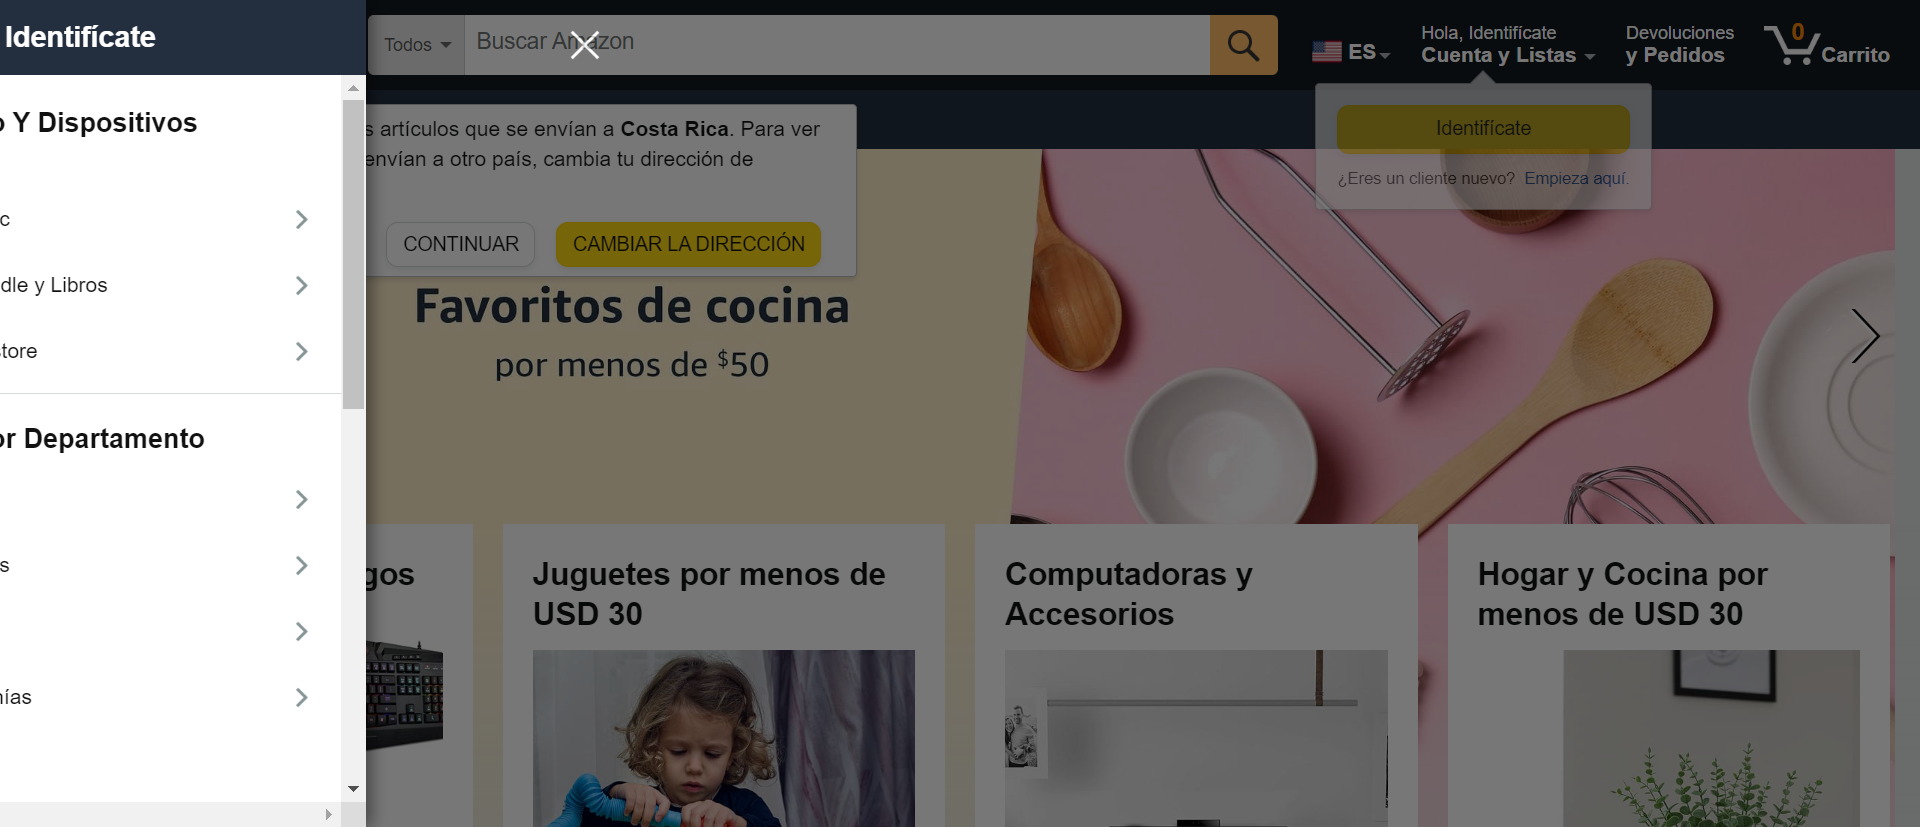 Identifícate
Y Dispositivos
dle y Libros
or Departamento
Todos
Buscar Amazon
ES
Hola, Identifícate
Cuenta y Listas
Devoluciones
y Pedidos
0
Carrito
Identifícate
¿Eres un cliente nuevo? Empieza aquí.
artículos que se envían a Costa Rica. Para ver
envían a otro país, cambia tu dirección de
CONTINUAR
CAMBIAR LA DIRECCIÓN
Favoritos de cocina
por menos de $50
Juguetes por menos de
USD 30
Computadoras y
Accesorios
Hogar y Cocina por
menos de USD 30